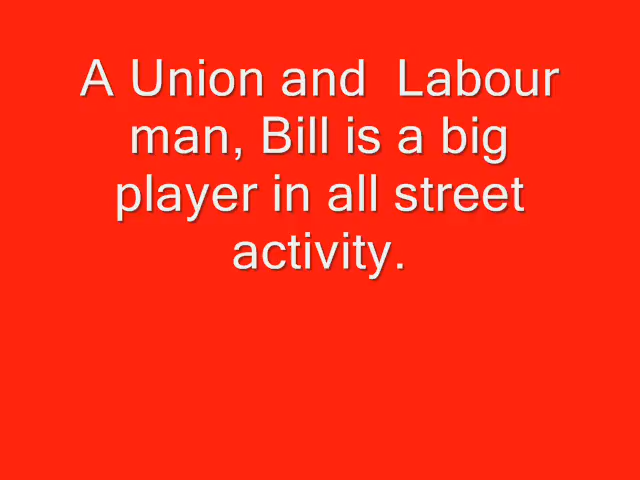 A Union and  Labour
man, Bill is a big
player in all street
activity.